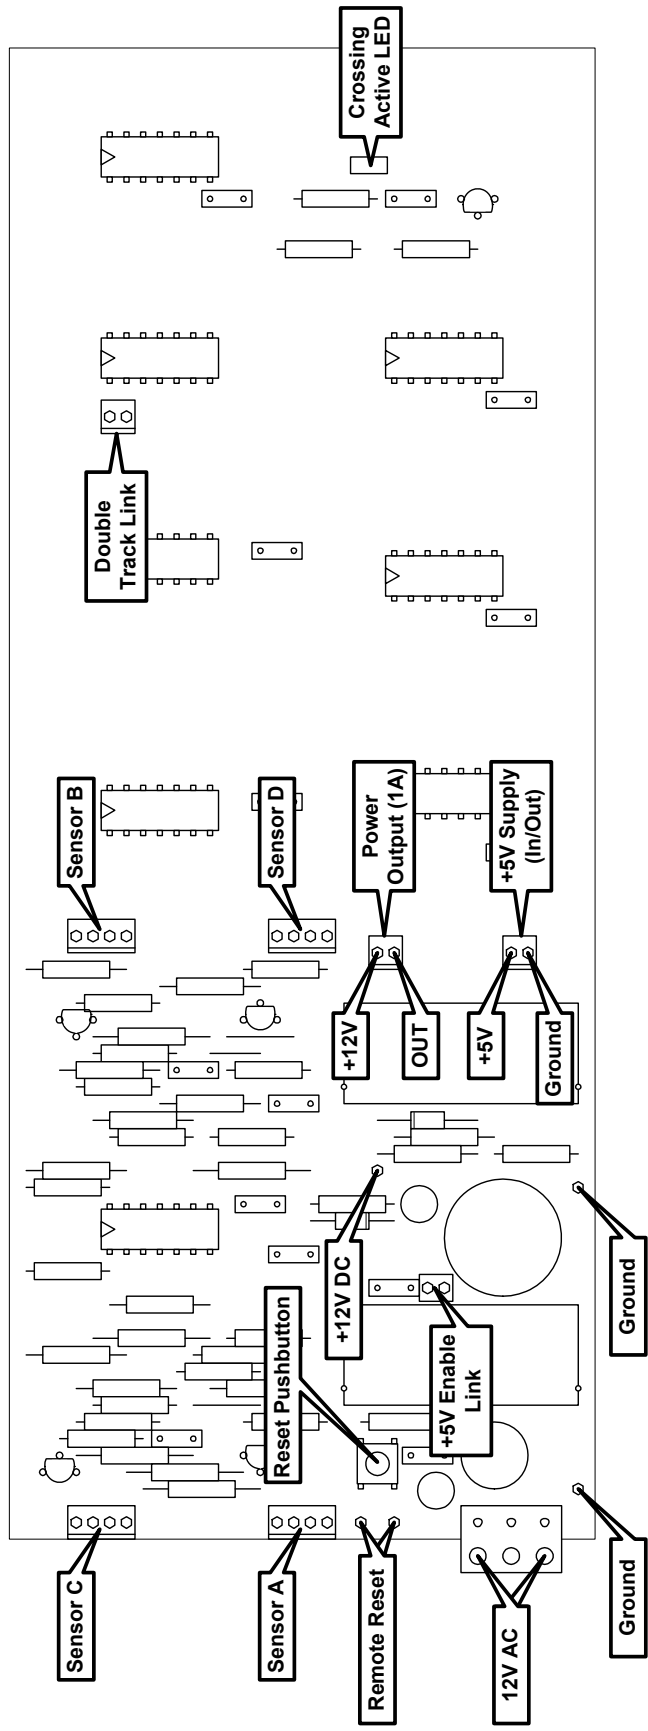 Crossing
Active LED
Double
Track Link
Sensor B
Sensor D
Power
Output (1A)
+5V Supply
(In/Out)
+12V
OUT
+5V
Ground
+12V DC
Ground
Reset Pushbutton
+5V Enable
Link
Sensor C
Sensor A
Remote Reset
12V AC
Ground